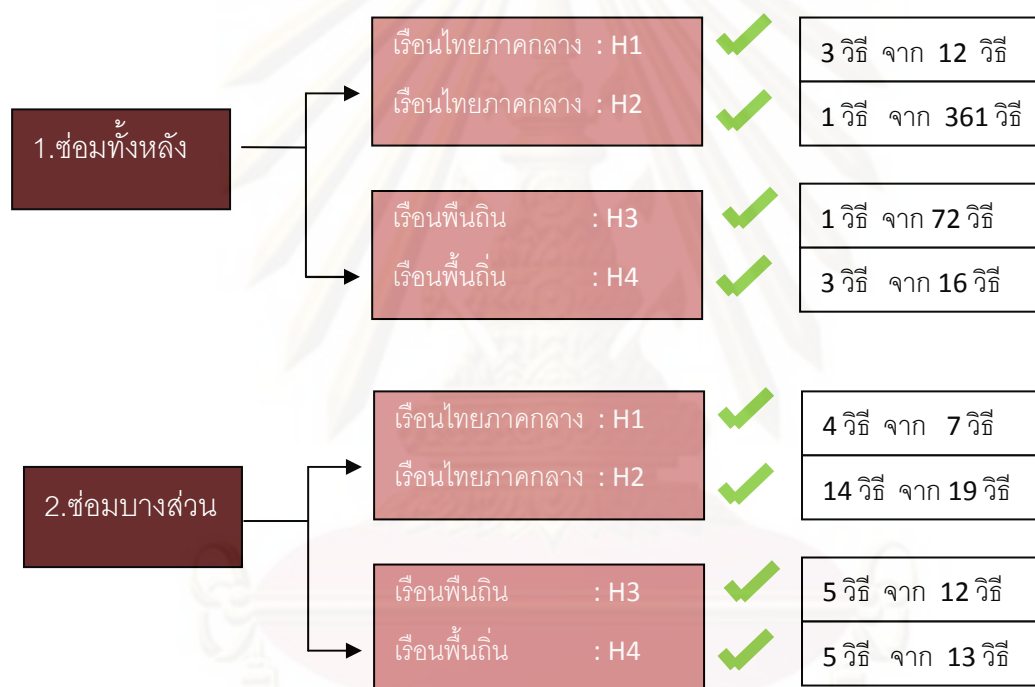 เรือนไทยภาคกลาง : H1
3 วิธี จาก 12 วิธี
เรือนไทยภาคกลาง : H2
1 วิธี จาก 361 วิธี
1.ซ่อมทั้งหลัง
เรือนพืนถิน : H3
1 วิธี จาก 72 วิธี
เรือนพื้นถิ่น : H4
3 วิธี จาก 16 วิธี
เรือนไทยภาคกลาง : H1
4 วิธี จาก 7 วิธี
เรือนไทยภาคกลาง : H2
14 วิธี จาก 19 วิธี
2.ซ่อมบางส่วน
เรือนพืนถิน : H3
5 วิธี จาก 12 วิธี
เรือนพื้นถิ่น : H4
5 วิธี จาก 13 วิธี